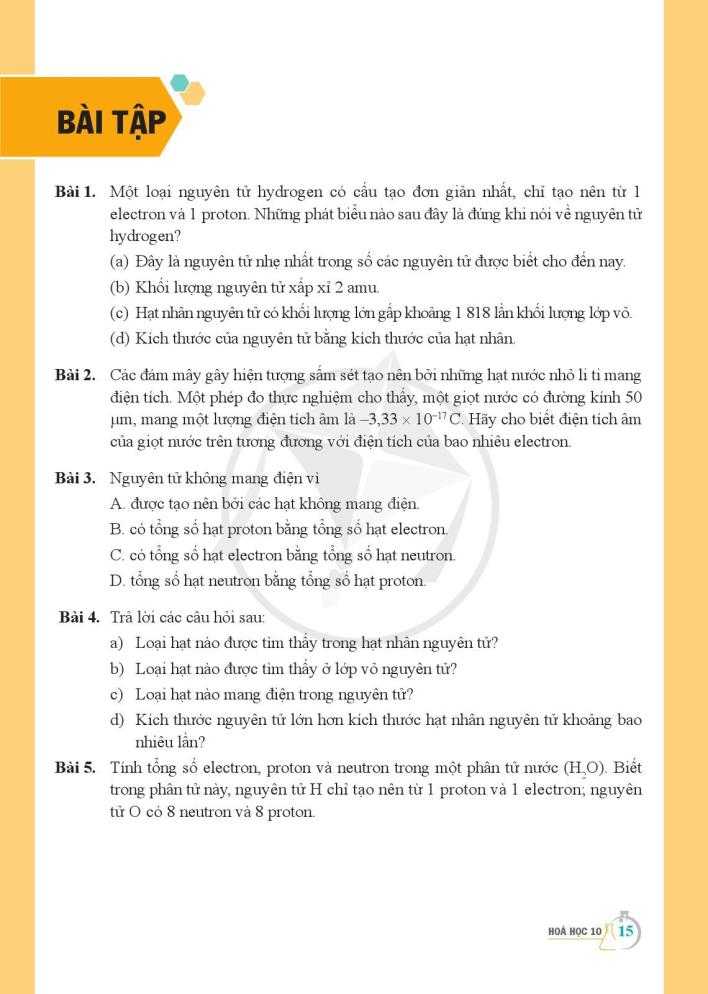 BÀI TẬP
Bài 1. Một loại nguyên tử hydrogen có cấu tạo đơn giản nhất, chỉ tạo nên từ 1
electron và 1 proton. Những phát biểu nào sau đây là đúng khi nói về nguyên tử
hydrogen?
(a) Đây là nguyên tử nhẹ nhất trong số các nguyên tử được biết cho đến nay.
(b) Khối lượng nguyên tử xấp xỉ 2 amu.
(c) Hạt nhân nguyên tử có khối lượng lớn gấp khoảng 1 818 lần khối lượng lớp vỏ.
(d) Kích thước của nguyên tử bằng kích thước của hạt nhân.
Bài 2. Các đám mây gây hiện tượng sấm sét tạo nên bởi những hạt nước nhỏ li ti mang
điện tích. Một phép đo thực nghiệm cho thấy, một giọt nước có đường kính 50
μm, mang một lượng điện tích âm là –3,33 × 10⁻¹⁷ C. Hãy cho biết điện tích âm
của giọt nước trên tương đương với điện tích của bao nhiêu electron.
Bài 3. Nguyên tử không mang điện vì
A. được tạo nên bởi các hạt không mang điện.
B. có tổng số hạt proton bằng tổng số hạt electron.
C. có tổng số hạt electron bằng tổng số hạt neutron.
D. tổng số hạt neutron bằng tổng số hạt proton.
Bài 4. Trả lời các câu hỏi sau:
a) Loại hạt nào được tìm thấy trong hạt nhân nguyên tử?
b) Loại hạt nào được tìm thấy ở lớp vỏ nguyên tử?
c) Loại hạt nào mang điện trong nguyên tử?
d) Kích thước nguyên tử lớn hơn kích thước hạt nhân nguyên tử khoảng bao
nhiêu lần?
Bài 5. Tính tổng số electron, proton và neutron trong một phân tử nước (H₂O). Biết
trong phân tử này, nguyên tử H chỉ tạo nên từ 1 proton và 1 electron; nguyên
tử O có 8 neutron và 8 proton.
HOÁ HỌC 10 15